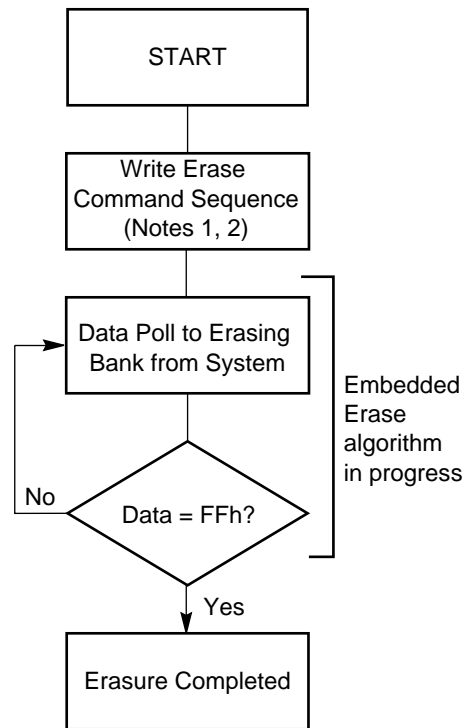 START
Write Erase
Command Sequence
(Notes 1, 2)
Data Poll to Erasing
Bank from System
Embedded
Erase
algorithm
in progress
No
Data = FFh?
Yes
Erasure Completed